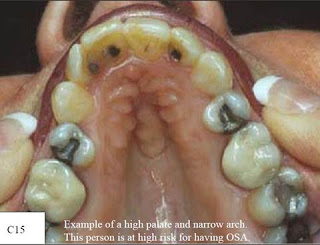 C15
Example of a high palate and narrow arch.
This person is at high risk for having OSA.